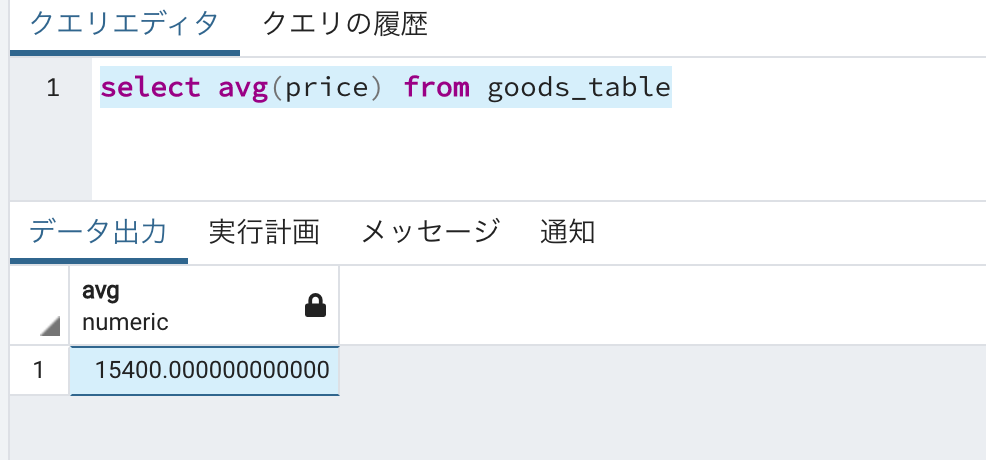 クエリエディタ クエリの履歴
1 select avg(price) from goods_table
データ出力 実行計画 メッセージ 通知
avg
numeric
1 15400.000000000000